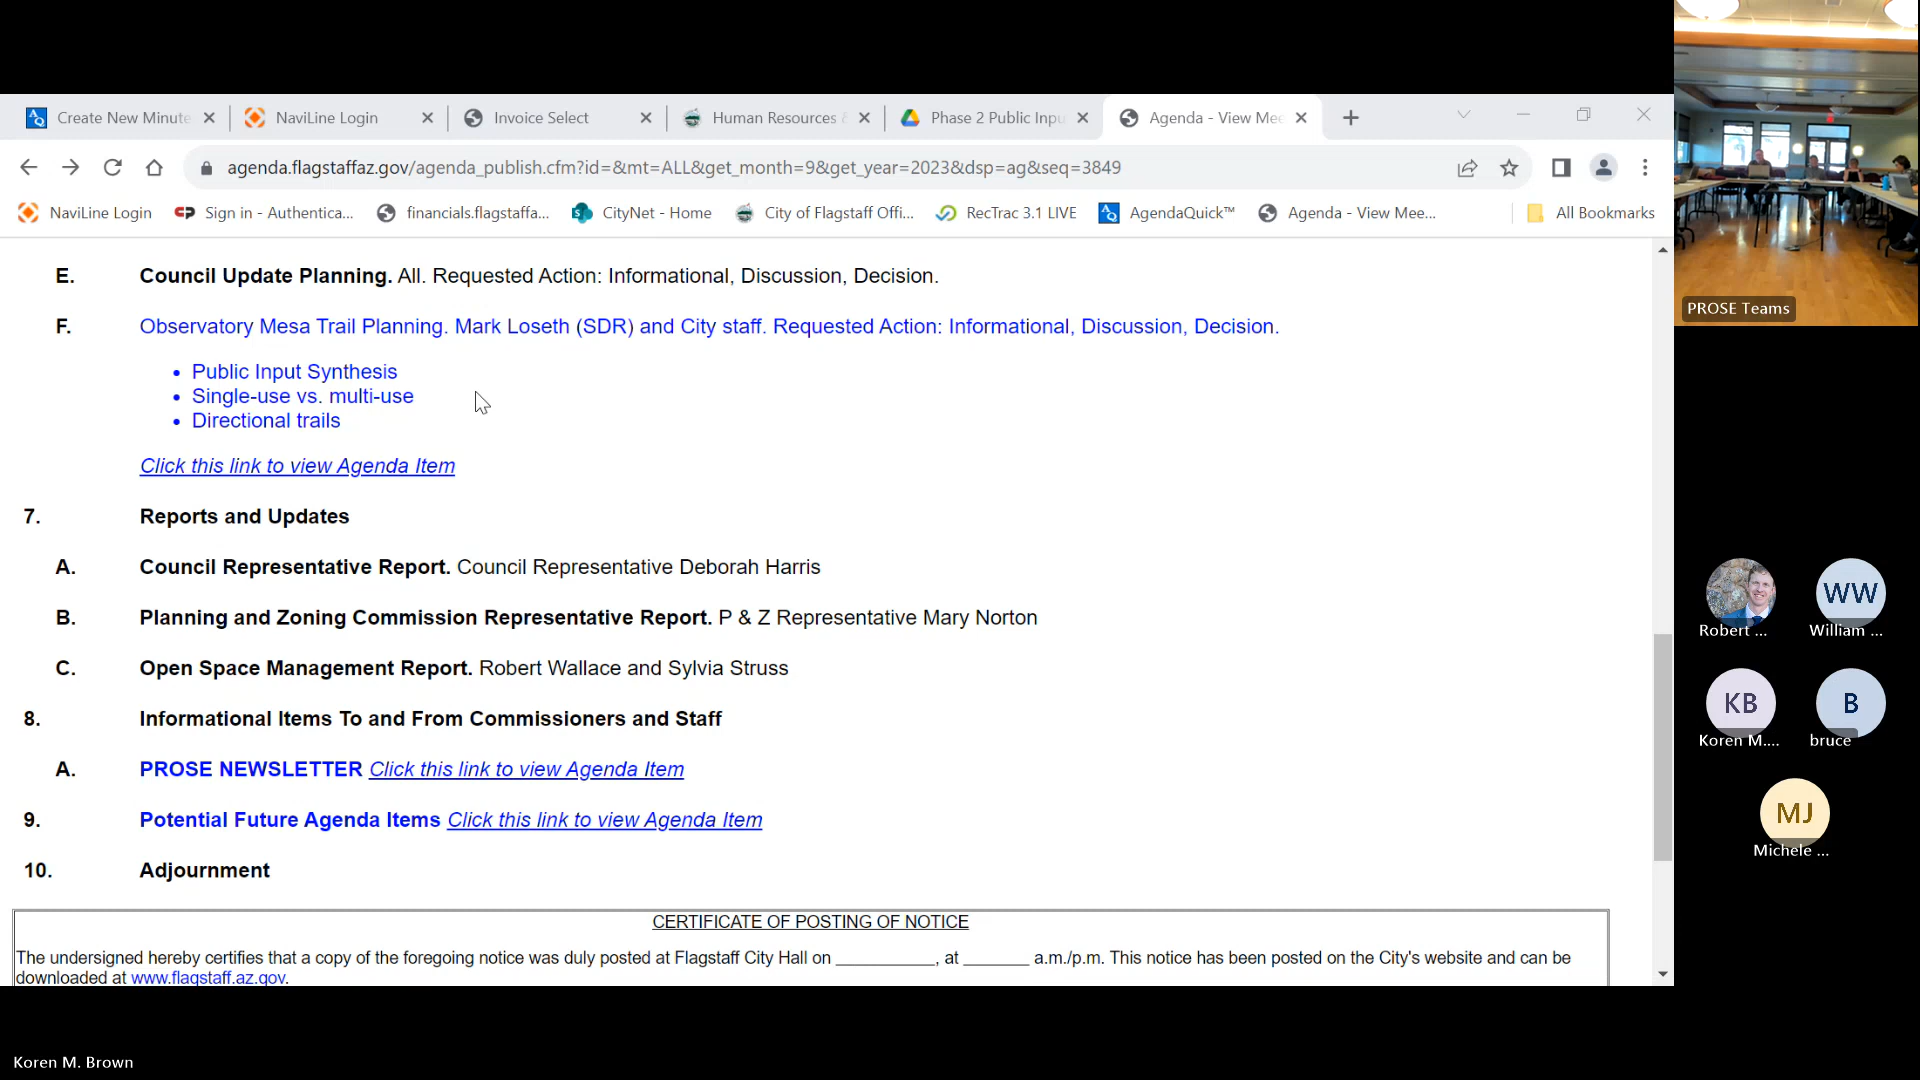 Create New Minute
NaviLine Login
Invoice Select
Human Resources &
Phase 2 Public Inpu
Agenda - View Mee
agenda.flagstaffaz.gov/agenda_publish.cfm?id=&mt=ALL&get_month=9&get_year=2023&dsp=ag&seq=3849
NaviLine Login
Sign in - Authentica...
financials.flagstaffa...
CityNet - Home
City of Flagstaff Offi...
RecTrac 3.1 LIVE
AgendaQuick™
Agenda - View Mee...
All Bookmarks
E. Council Update Planning. All. Requested Action: Informational, Discussion, Decision.
F. Observatory Mesa Trail Planning. Mark Loseth (SDR) and City staff. Requested Action: Informational, Discussion, Decision.
• Public Input Synthesis
• Single-use vs. multi-use
• Directional trails
Click this link to view Agenda Item
7. Reports and Updates
A. Council Representative Report. Council Representative Deborah Harris
B. Planning and Zoning Commission Representative Report. P & Z Representative Mary Norton
C. Open Space Management Report. Robert Wallace and Sylvia Struss
8. Informational Items To and From Commissioners and Staff
A. PROSE NEWSLETTER Click this link to view Agenda Item
9. Potential Future Agenda Items Click this link to view Agenda Item
10. Adjournment
CERTIFICATE OF POSTING OF NOTICE
The undersigned hereby certifies that a copy of the foregoing notice was duly posted at Flagstaff City Hall on ___________, at ______ a.m./p.m. This notice has been posted on the City's website and can be
downloaded at www.flagstaff.az.gov.
PROSE Teams
Robert ...
WW
William ...
KB
Koren M....
B
bruce
MJ
Michele ...
Koren M. Brown